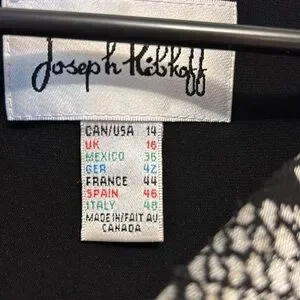 Joseph Ribkoff
CAN/USA 14
UK 16
MEXICO 36
GER 42
FRANCE 44
SPAIN 46
ITALY 48
MADE IN/FAIT AU
CANADA